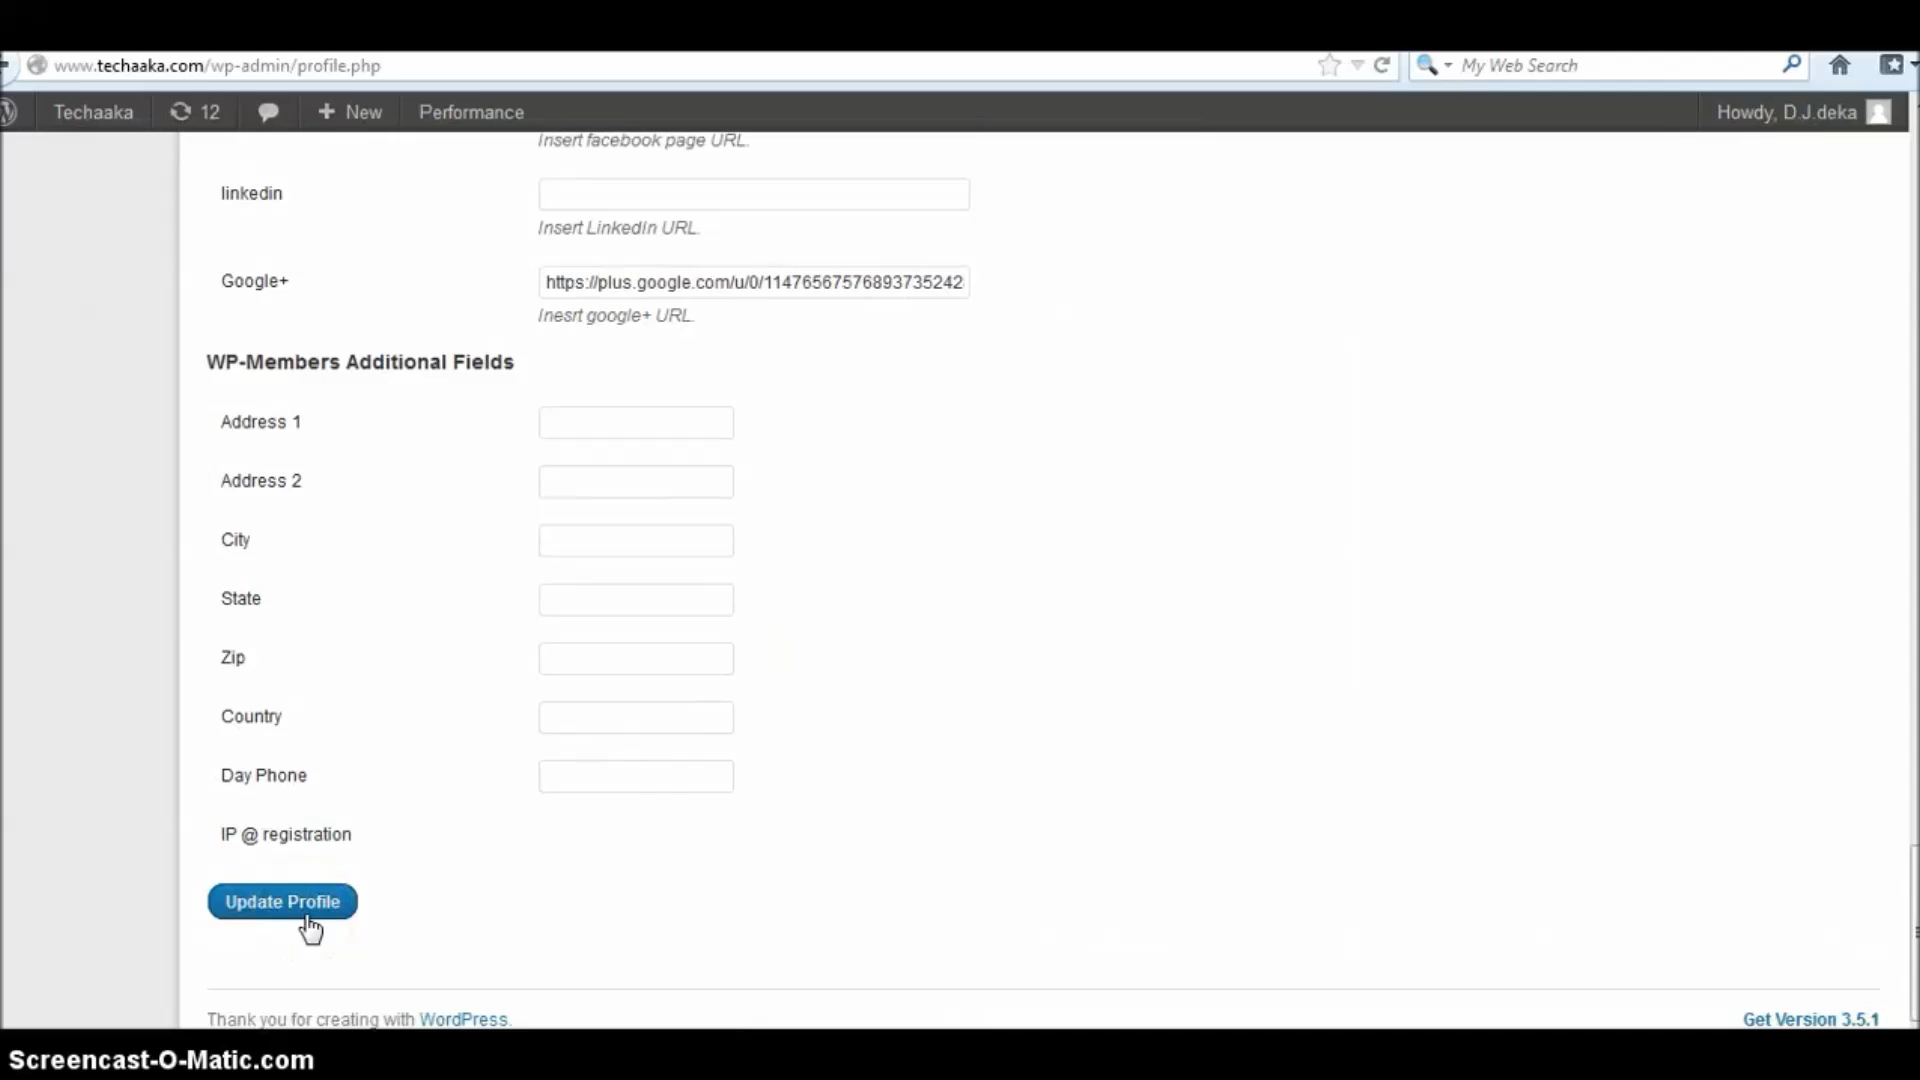 www.techaaka.com/wp-admin/profile.php
My Web Search
Techaaka 12 + New Performance Howdy, D.J.deka
Insert facebook page URL.
linkedin
Insert LinkedIn URL.
Google+ https://plus.google.com/u/0/114765675768937352​42
Inesrt google+ URL.
WP-Members Additional Fields
Address 1
Address 2
City
State
Zip
Country
Day Phone
IP @ registration
Update Profile
Thank you for creating with WordPress. Get Version 3.5.1
Screencast-O-Matic.com